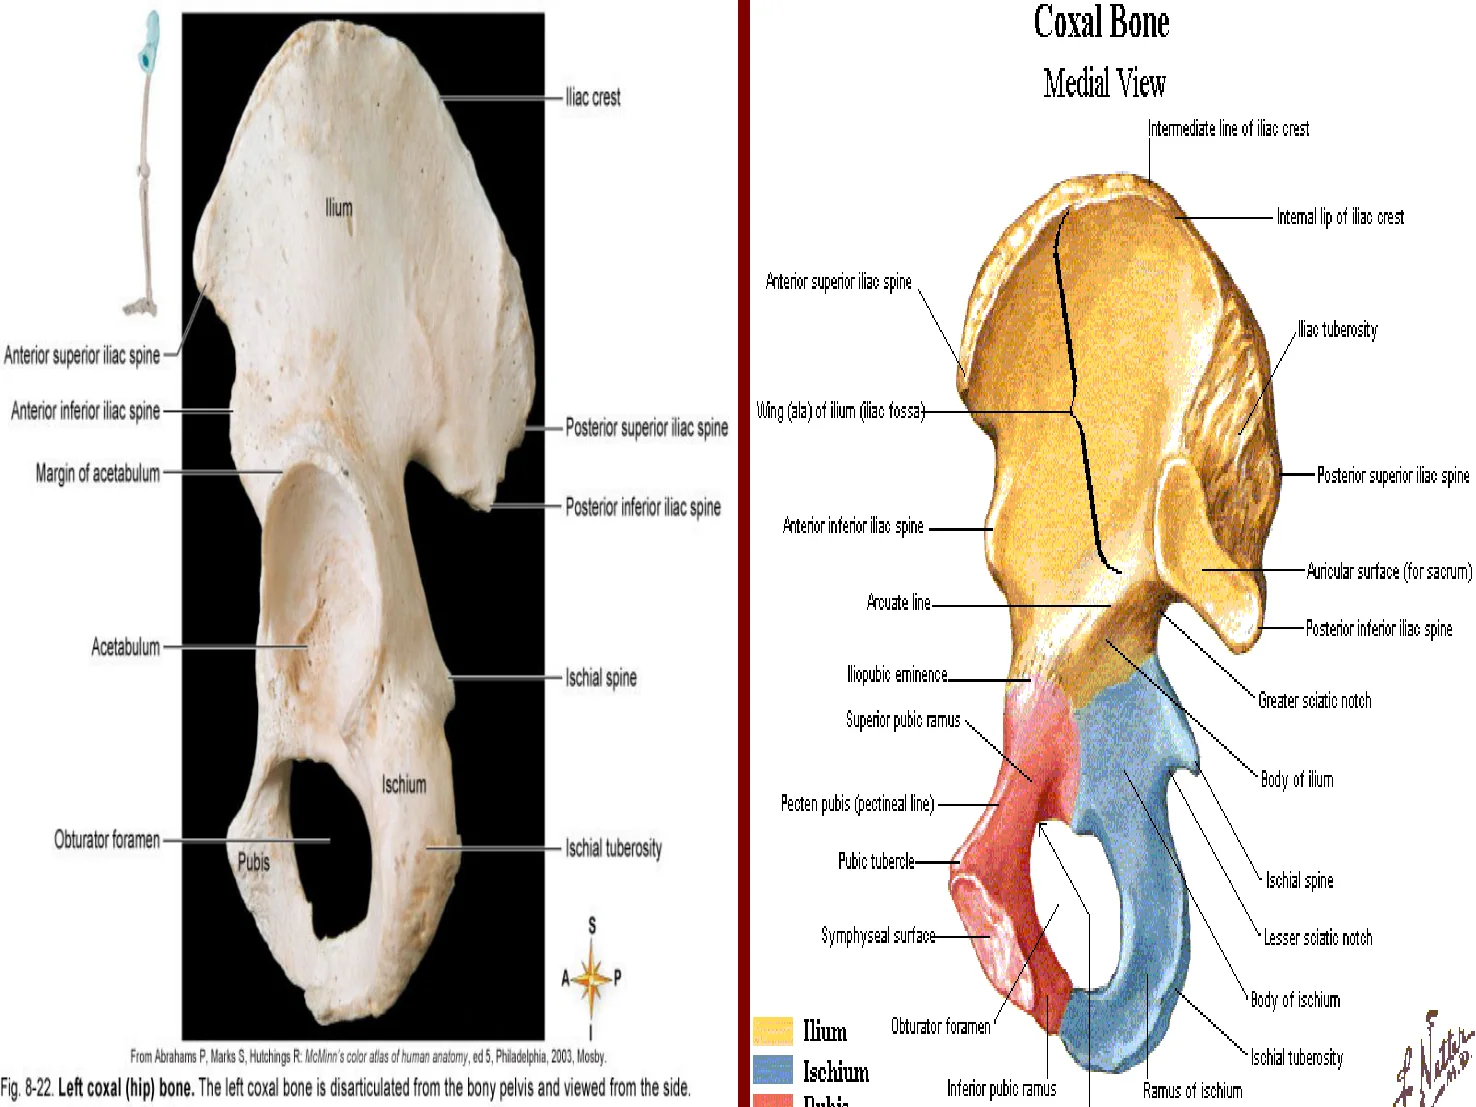 Iliac crest
Ilium
Anterior superior iliac spine
Anterior inferior iliac spine
Margin of acetabulum
Posterior superior iliac spine
Posterior inferior iliac spine
Acetabulum
Ischial spine
Ischium
Obturator foramen
Pubis
Ischial tuberosity
S
A P
I
From Abrahams P, Marks S, Hutchings R: McMinn's color atlas of human anatomy, ed 5, Philadelphia, 2003, Mosby.
Fig. 8-22. Left coxal (hip) bone. The left coxal bone is disarticulated from the bony pelvis and viewed from the side.
Coxal Bone
Medial View
Intermediate line of iliac crest
Internal lip of iliac crest
Anterior superior iliac spine
Iliac tuberosity
Wing (ala) of ilium (iliac fossa)
Posterior superior iliac spine
Anterior inferior iliac spine
Auricular surface (for sacrum)
Arcuate line
Posterior inferior iliac spine
Iliopubic eminence
Greater sciatic notch
Superior pubic ramus
Body of ilium
Pecten pubis (pectineal line)
Pubic tubercle
Ischial spine
Symphyseal surface
Lesser sciatic notch
Body of ischium
Obturator foramen
Ischial tuberosity
Inferior pubic ramus
Ramus of ischium
Ilium
Ischium
Pubis
F. Netter
M.D.